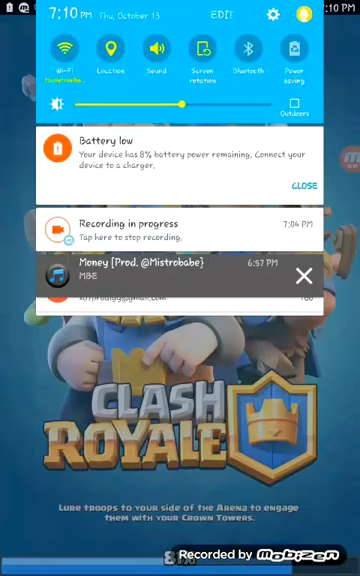 7:10 PM
7:10 PM Thu, October 13 EDIT
Wi-Fi Location Sound Screen rotation Bluetooth Power saving
Outdoors
Battery low
Your device has 8% battery power remaining. Connect your
device to a charger.
CLOSE
Recording in progress 7:04 PM
Tap here to stop recording.
Money [Prod. @Mistrobabe} 6:57 PM
MBE
CLASH
ROYALE
Lure troops to your side of the Arena to engage
them with your Crown Towers.
81%
Recorded by Mobizen